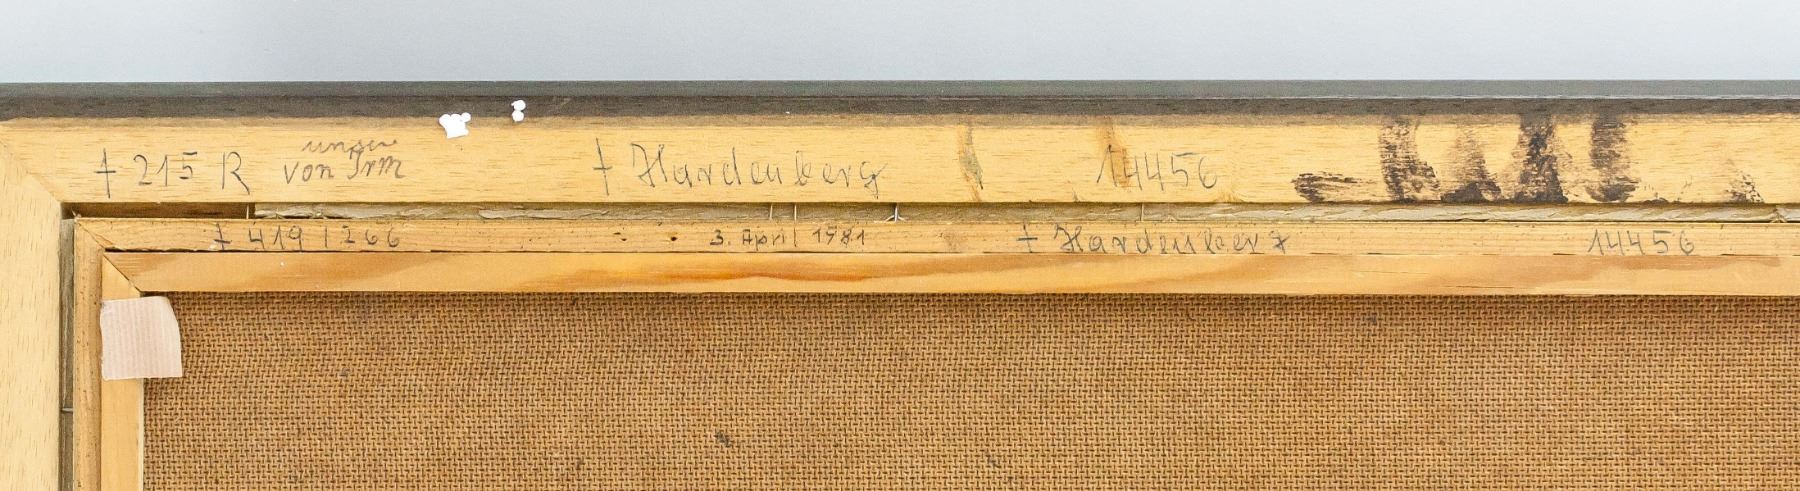 † 215 R unser von Irm † Hardenberg 14456
† 419 / 266 3. April 1981 † Hardenberg 14456